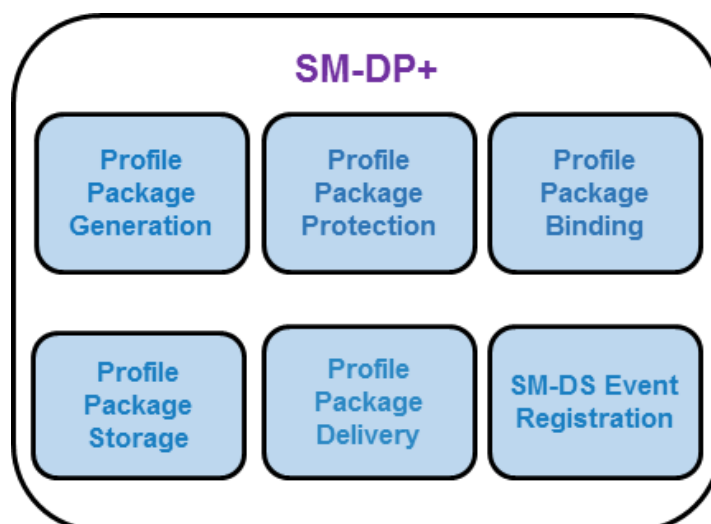 SM-DP+
Profile
Package
Generation
Profile
Package
Protection
Profile
Package
Binding
Profile
Package
Storage
Profile
Package
Delivery
SM-DS Event
Registration